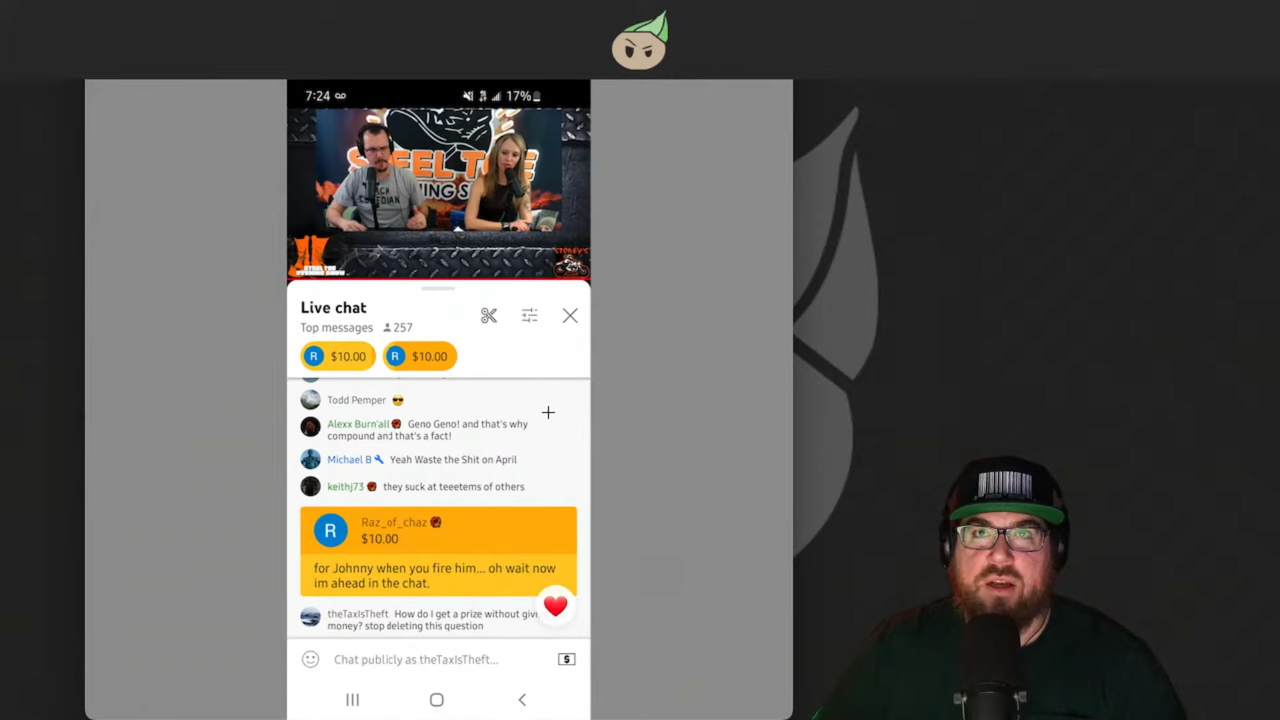 7:24
17%
Live chat
Top messages 257
R $10.00 R $10.00
Todd Pemper
Alexx Burn'all Geno Geno! and that's why
compound and that's a fact!
Michael B Yeah Waste the Shit on April
keithj73 they suck at teeetems of others
R
Raz_of_chaz
$10.00
for Johnny when you fire him... oh wait now
im ahead in the chat.
theTaxIsTheft How do I get a prize without givi
money? stop deleting this question
Chat publicly as theTaxIsTheft...